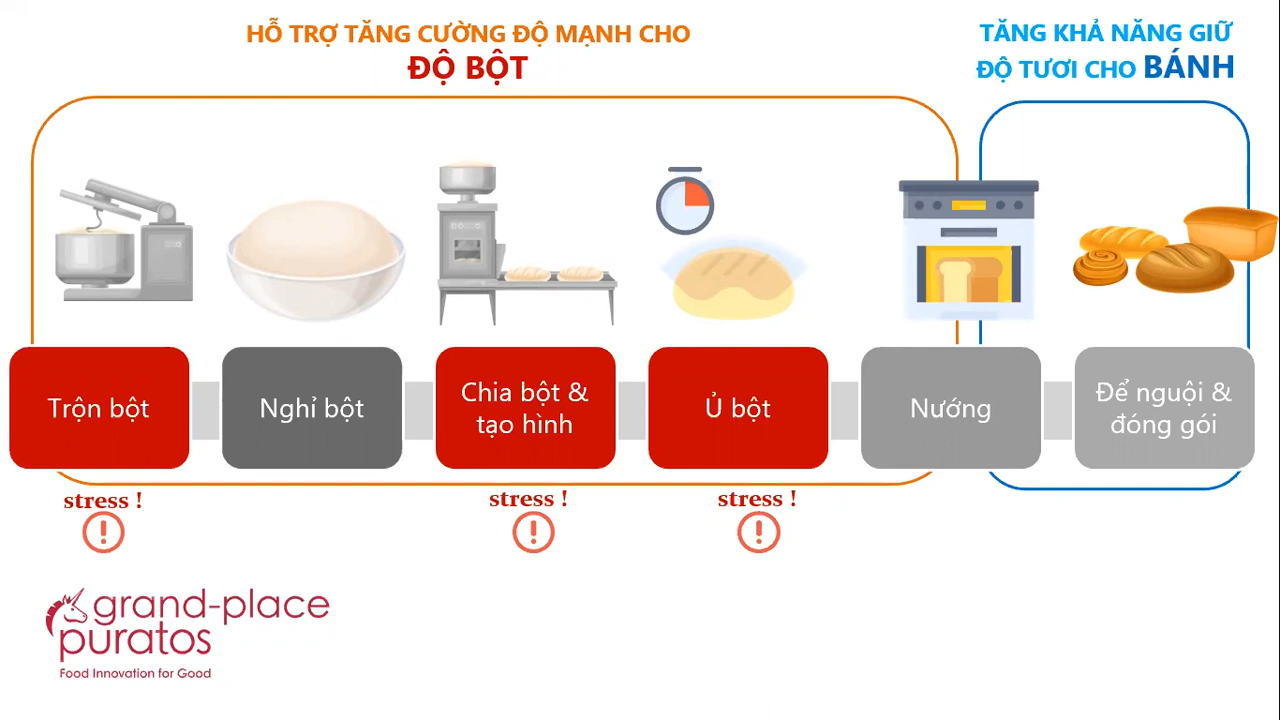 HỖ TRỢ TĂNG CƯỜNG ĐỘ MẠNH CHO
ĐỘ BỘT
TĂNG KHẢ NĂNG GIỮ
ĐỘ TƯƠI CHO BÁNH
Trộn bột
Nghỉ bột
Chia bột &
tạo hình
Ủ bột
Nướng
Để nguội &
đóng gói
stress !
stress !
stress !
grand-place
puratos
Food Innovation for Good